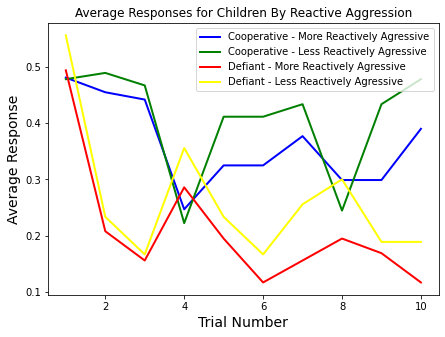 Average Responses for Children By Reactive Agression
Cooperative - More Reactively Agressive
Cooperative - Less Reactively Agressive
Defiant - More Reactively Agressive
Defiant - Less Reactively Agressive
Average Response
0.5
0.4
0.3
0.2
0.1
2 4 6 8 10
Trial Number